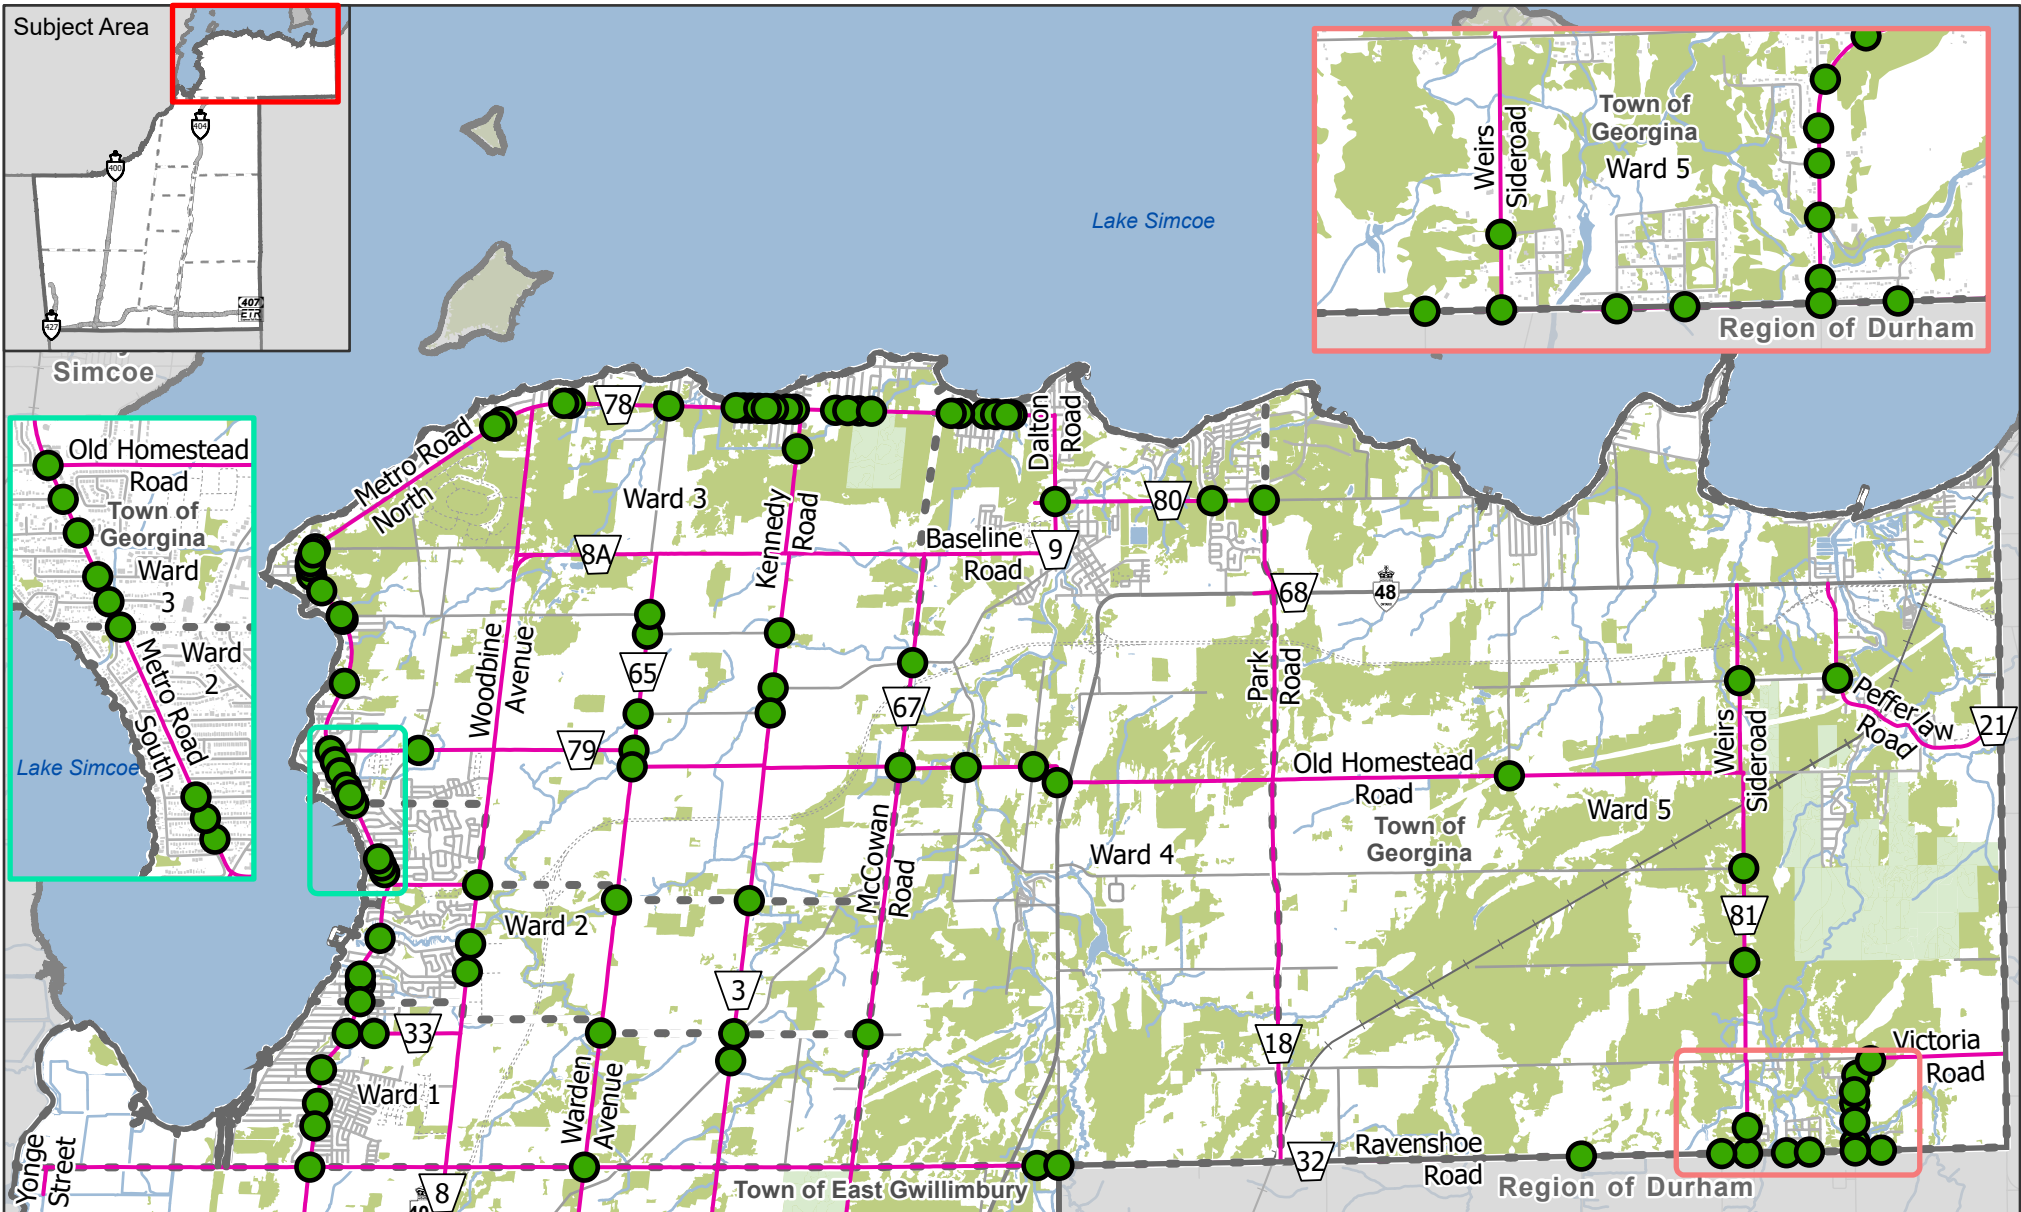 Subject Area
404
400
407
ETR
427
Simcoe
Lake Simcoe
Town of
Georgina
Ward 5
Weirs
Sideroad
Region of Durham
Old Homestead
Road
Town of
Georgina
Ward
3
Ward
2
Metro Road
South
Lake Simcoe
Metro Road
North
78
Ward 3
Kennedy
Road
Dalton
Road
80
Baseline
Road
8A
9
68
48
Woodbine
Avenue
65
67
79
Park
Road
Weirs
Sideroad
Pefferlaw
Road
21
Old Homestead
Road
Town of
Georgina
Ward 5
Ward 4
McCowan
Road
Ward 2
81
3
33
18
Victoria
Road
Ward 1
Warden
Avenue
Yonge
Street
8
32
Ravenshoe
Road
Town of East Gwillimbury
Region of Durham